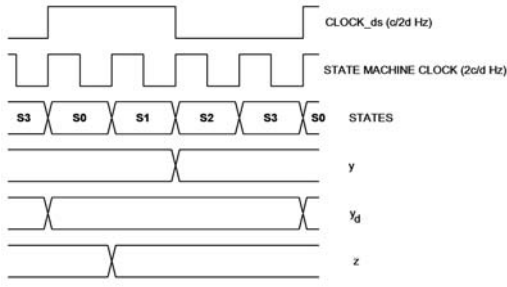 CLOCK_ds (c/2d Hz)
STATE MACHINE CLOCK (2c/d Hz)
S3 S0 S1 S2 S3 S0 STATES
y
yd
z